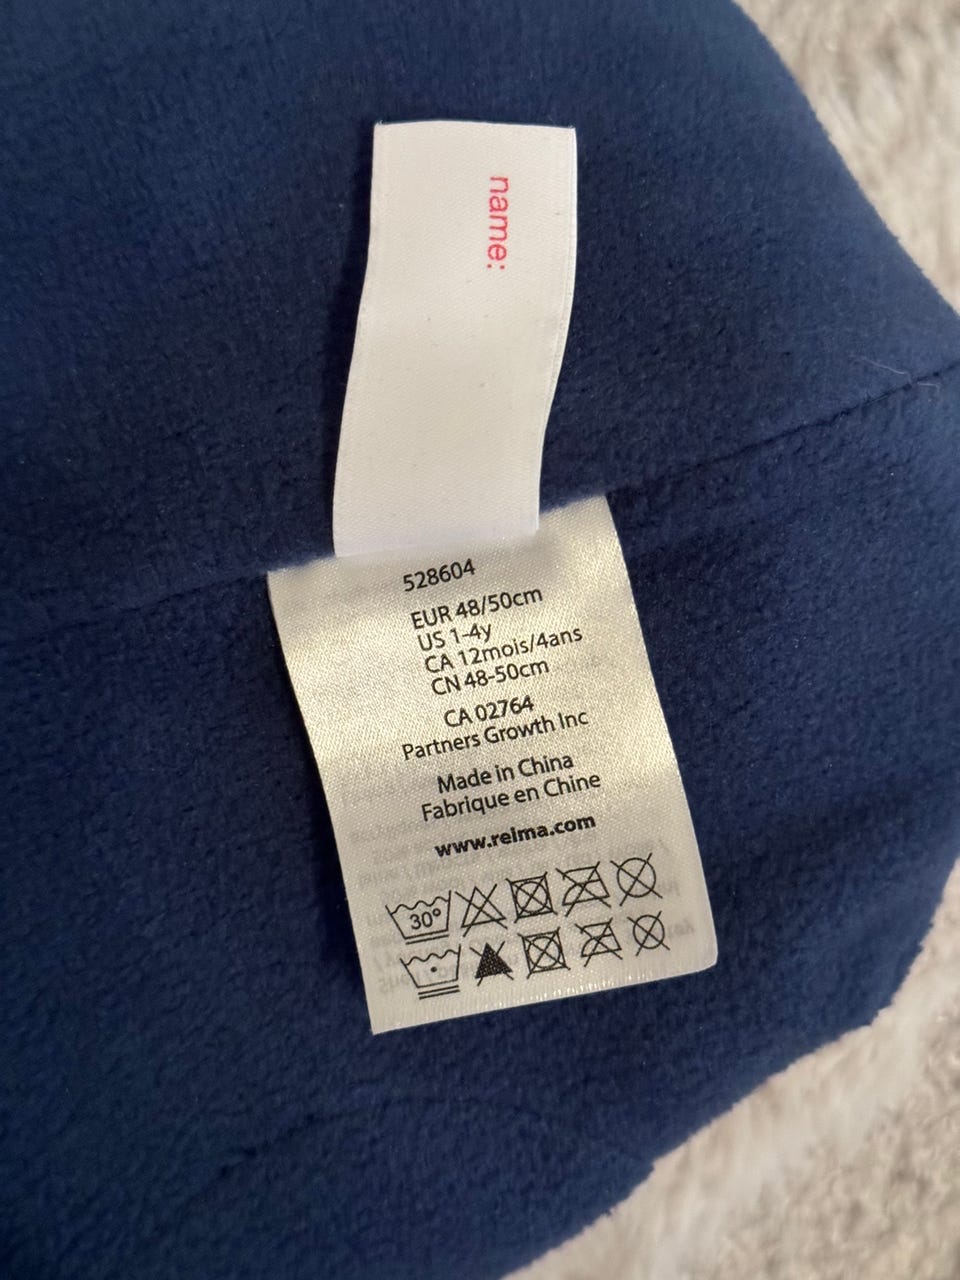 name:
528604
EUR 48/50cm
US 1-4y
CA 12mois/4ans
CN 48-50cm
CA 02764
Partners Growth Inc
Made in China
Fabrique en Chine
www.reima.com
30°